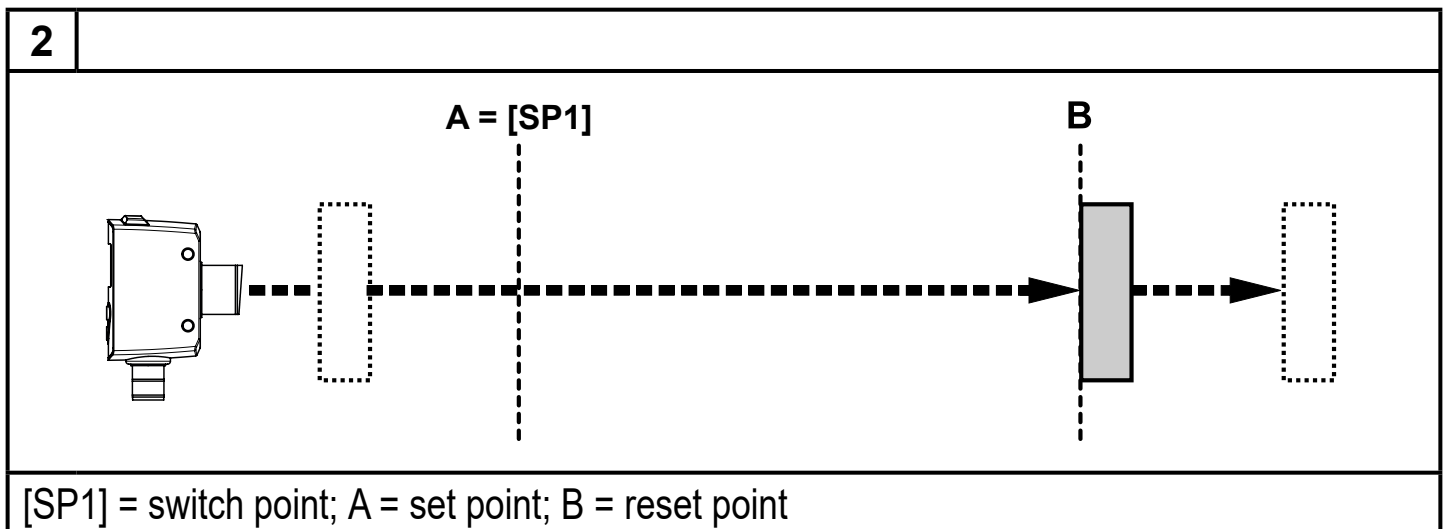 2
A = [SP1] B
[SP1] = switch point; A = set point; B = reset point